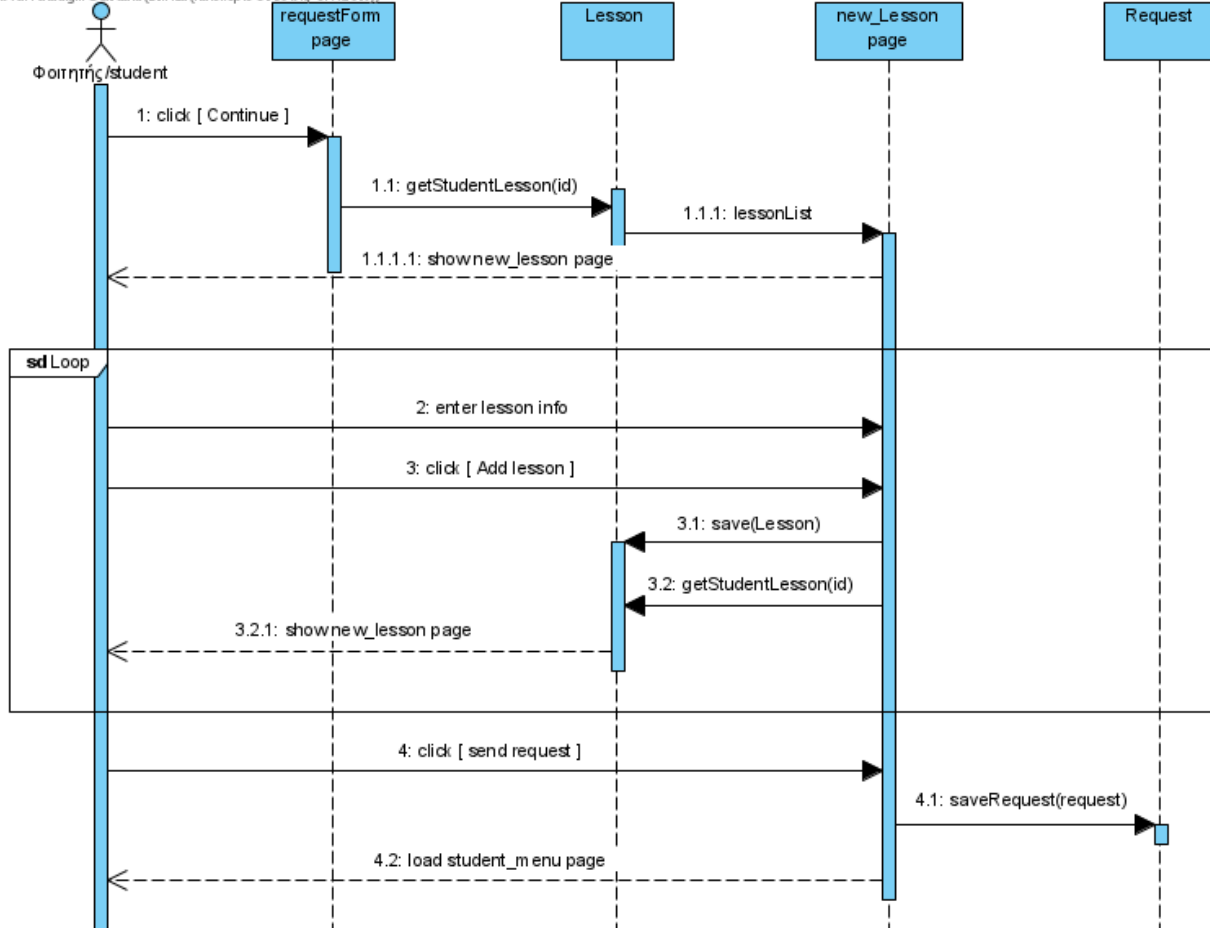 requestForm
page
Lesson
new_Lesson
page
Request
Φοιτητής/student
1: click [ Continue ]
1.1: getStudentLesson(id)
1.1.1: lessonList
1.1.1.1: show new_lesson page
sd Loop
2: enter lesson info
3: click [ Add lesson ]
3.1: save(Lesson)
3.2: getStudentLesson(id)
3.2.1: show new_lesson page
4: click [ send request ]
4.1: saveRequest(request)
4.2: load student_menu page